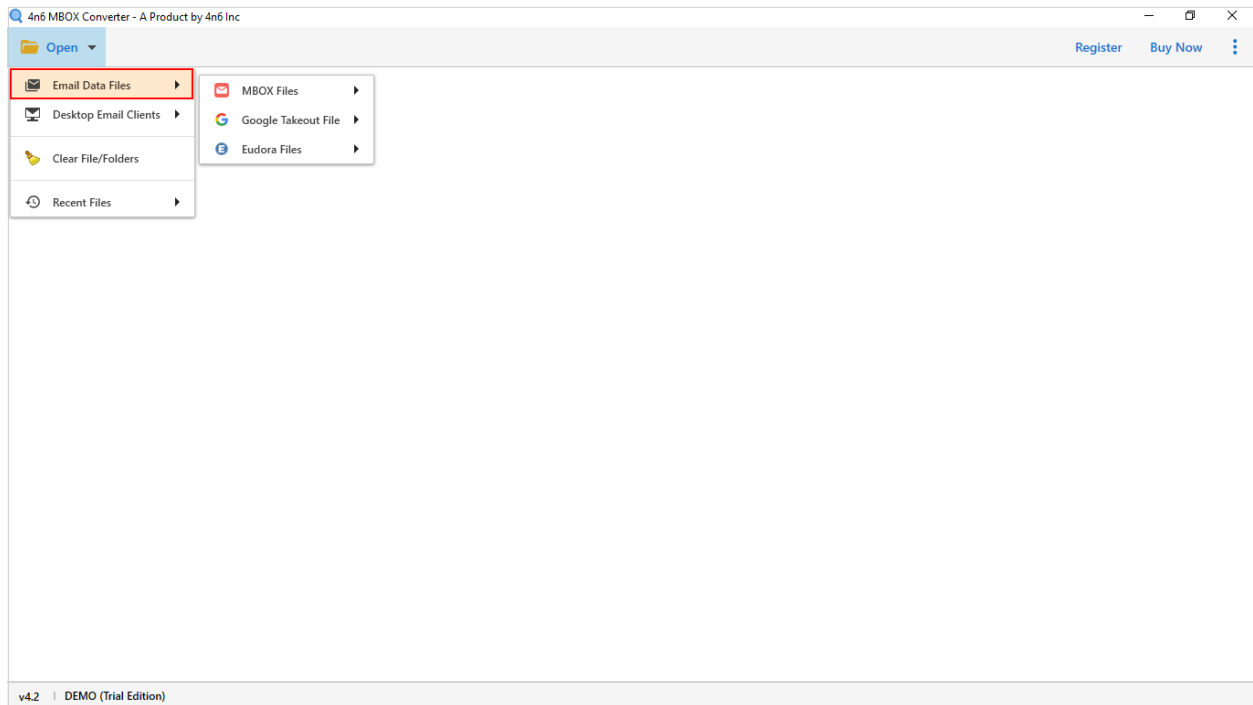 4n6 MBOX Converter - A Product by 4n6 Inc
Open
Register
Buy Now
Email Data Files
Desktop Email Clients
Clear File/Folders
Recent Files
MBOX Files
Google Takeout File
Eudora Files
v4.2 | DEMO (Trial Edition)